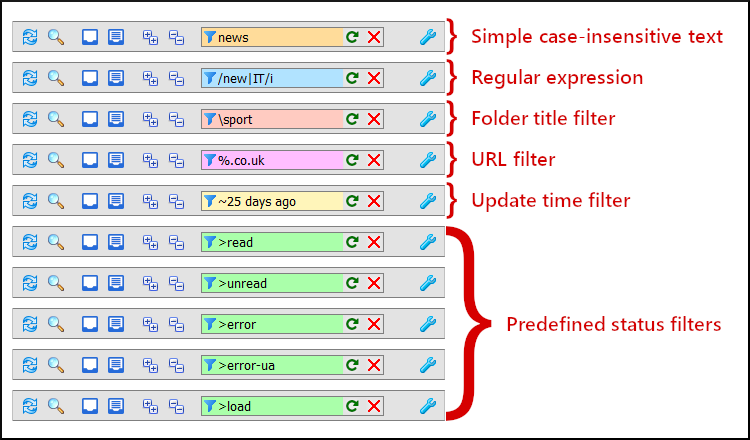 news Simple case-insensitive text
/new|IT/i Regular expression
\sport Folder title filter
%.co.uk URL filter
~25 days ago Update time filter
>read
>unread
>error Predefined status filters
>error-ua
>load